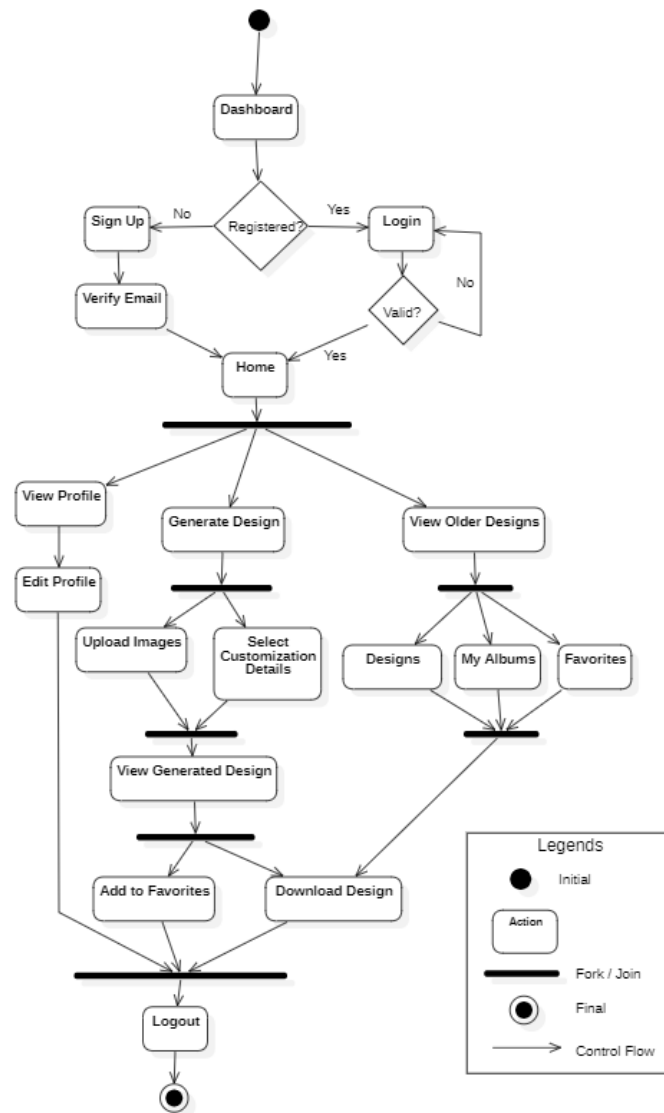 Dashboard
Registered?
No
Yes
Sign Up
Login
No
Verify Email
Valid?
Yes
Home
View Profile
Generate Design
View Older Designs
Edit Profile
Upload Images
Select
Customization
Details
Designs
My Albums
Favorites
View Generated Design
Add to Favorites
Download Design
Logout
Legends
Initial
Action
Fork / Join
Final
Control Flow